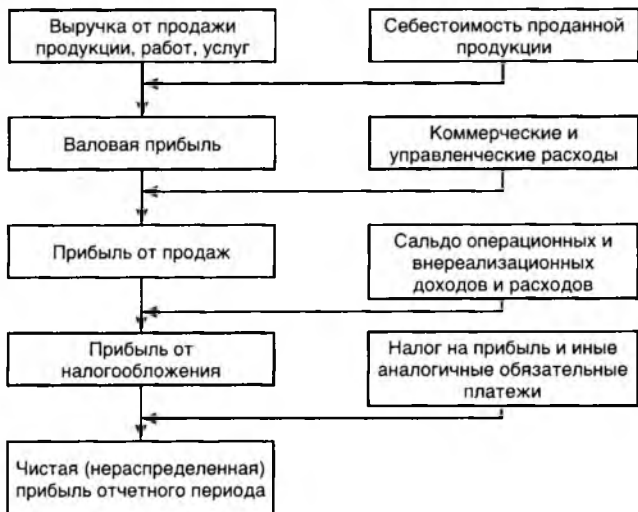 Выручка от продажи
продукции, работ, услуг
Себестоимость проданной
продукции
Валовая прибыль
Коммерческие и
управленческие расходы
Прибыль от продаж
Сальдо операционных и
внереализационных
доходов и расходов
Прибыль от
налогообложения
Налог на прибыль и иные
аналогичные обязательные
платежи
Чистая (нераспределенная)
прибыль отчетного периода